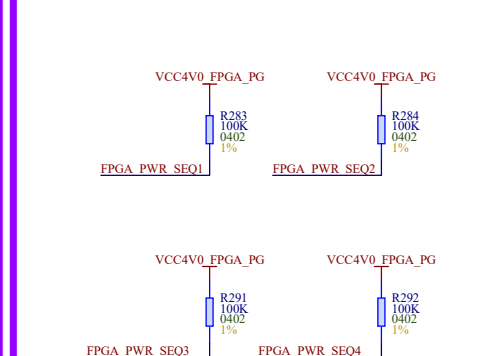 VCC4V0_FPGA_PG
VCC4V0_FPGA_PG
R283
100K
0402
1%
R284
100K
0402
1%
FPGA_PWR_SEQ1
FPGA_PWR_SEQ2
VCC4V0_FPGA_PG
VCC4V0_FPGA_PG
R291
100K
0402
1%
R292
100K
0402
1%
FPGA_PWR_SEQ3
FPGA_PWR_SEQ4